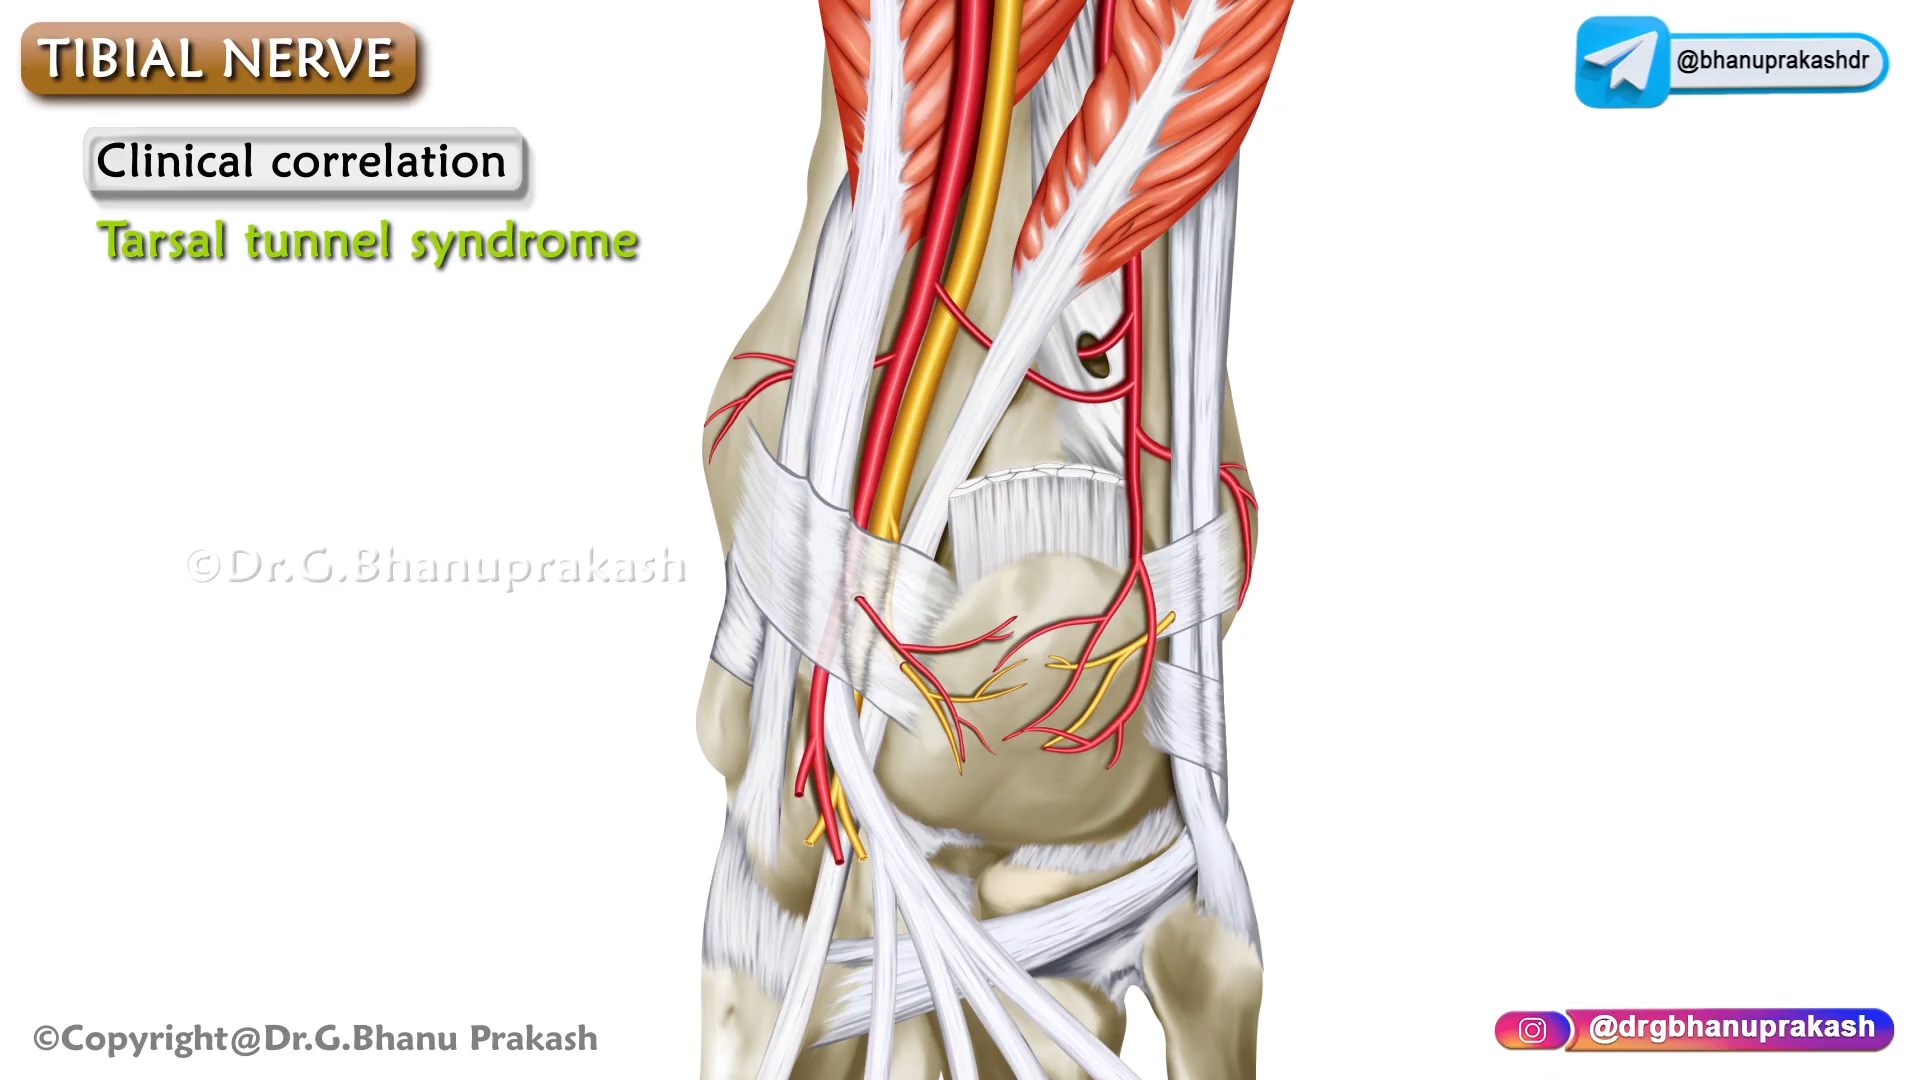 TIBIAL NERVE
@bhanuprakashdr
Clinical correlation
Tarsal tunnel syndrome
©Dr.G.Bhanuprakash
©Copyright@Dr.G.Bhanu Prakash
@drgbhanuprakash